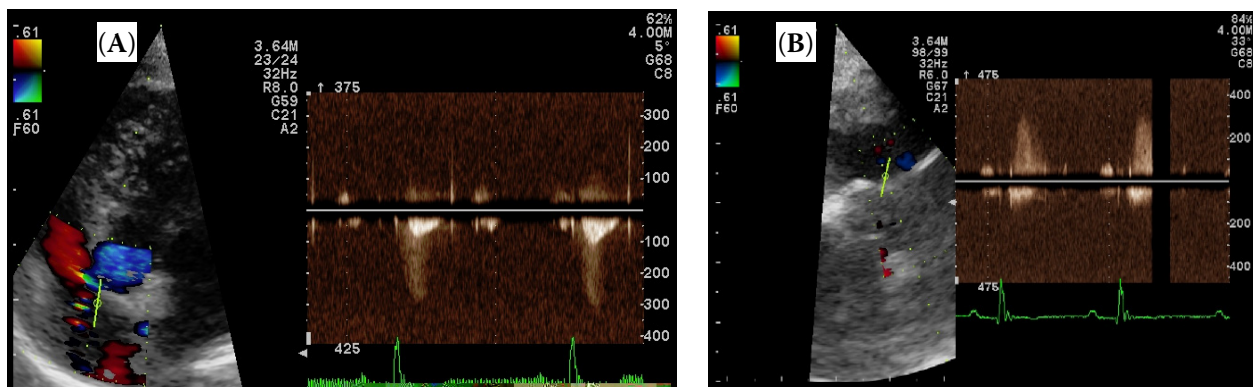 (A)
.61
.61
F60
3.64M
23/24
32Hz
R8.0
G59
C21
A2
62%
4.00M
5°
G68
C8
↑ 375
300
200
100
100
200
300
400
425
(B)
.61
.61
F60
3.64M
98/99
32Hz
R6.0
G67
C21
A2
84%
4.00M
33°
G68
C8
↑ 475
400
200
200
400
475